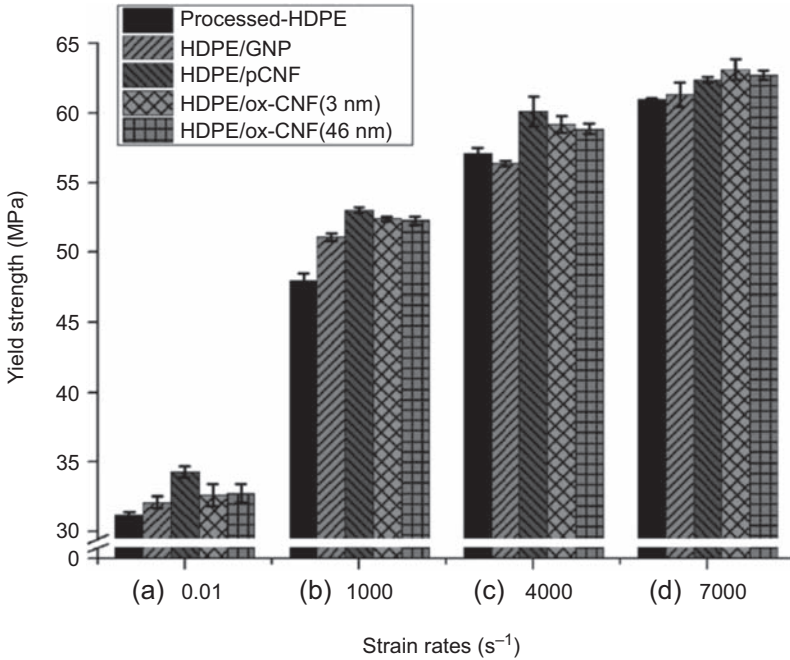 Processed-HDPE
HDPE/GNP
HDPE/pCNF
HDPE/ox-CNF(3 nm)
HDPE/ox-CNF(46 nm)
Yield strength (MPa)
65
60
55
50
45
40
35
30
0
(a) 0.01 (b) 1000 (c) 4000 (d) 7000
Strain rates (s⁻¹)